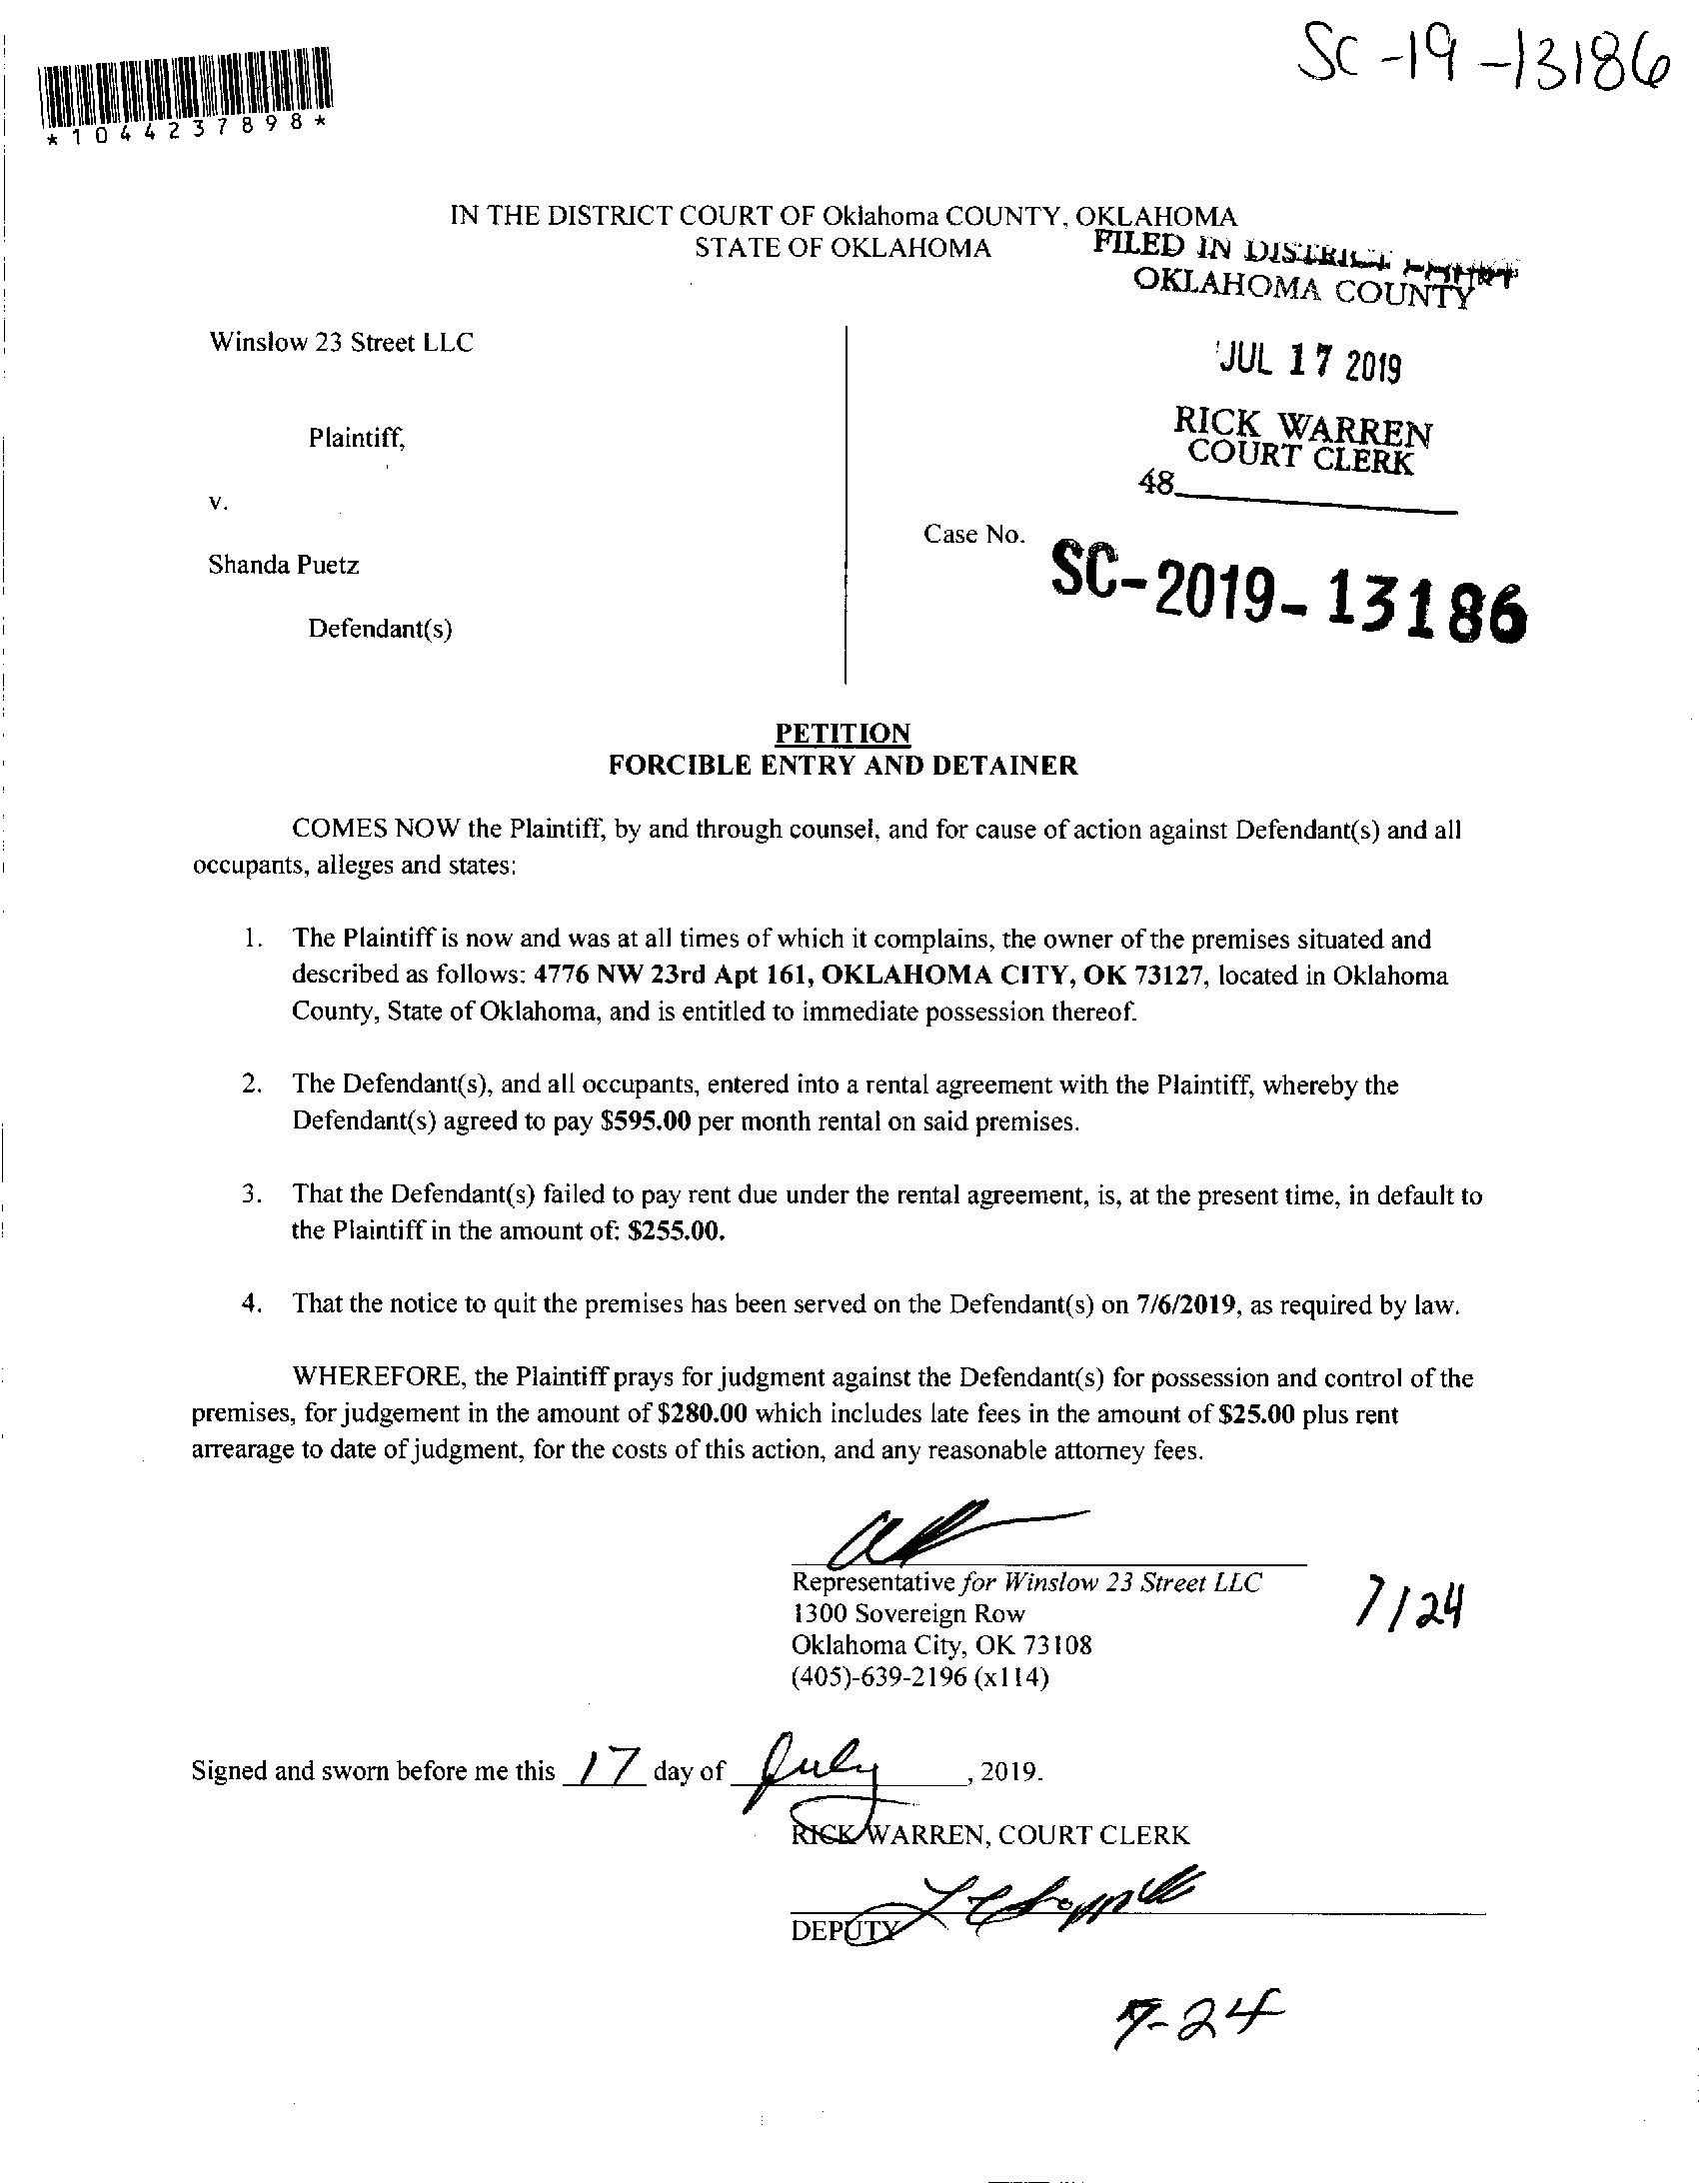 SC-19-13186
*1044237898*
IN THE DISTRICT COURT OF Oklahoma COUNTY, OKLAHOMA
STATE OF OKLAHOMA
FILED IN DISTRICT COURT
OKLAHOMA COUNTY
Winslow 23 Street LLC
JUL 17 2019
Plaintiff,
RICK WARREN
COURT CLERK
48
v.
Case No.
SC-2019-13186
Shanda Puetz
Defendant(s)
PETITION
FORCIBLE ENTRY AND DETAINER
COMES NOW the Plaintiff, by and through counsel, and for cause of action against Defendant(s) and all
occupants, alleges and states:
1. The Plaintiff is now and was at all times of which it complains, the owner of the premises situated and
described as follows: 4776 NW 23rd Apt 161, OKLAHOMA CITY, OK 73127, located in Oklahoma
County, State of Oklahoma, and is entitled to immediate possession thereof.
2. The Defendant(s), and all occupants, entered into a rental agreement with the Plaintiff, whereby the
Defendant(s) agreed to pay $595.00 per month rental on said premises.
3. That the Defendant(s) failed to pay rent due under the rental agreement, is, at the present time, in default to
the Plaintiff in the amount of: $255.00.
4. That the notice to quit the premises has been served on the Defendant(s) on 7/6/2019, as required by law.
WHEREFORE, the Plaintiff prays for judgment against the Defendant(s) for possession and control of the
premises, for judgement in the amount of $280.00 which includes late fees in the amount of $25.00 plus rent
arrearage to date of judgment, for the costs of this action, and any reasonable attorney fees.
Representative for Winslow 23 Street LLC
1300 Sovereign Row
Oklahoma City, OK 73108
(405)-639-2196 (x114)
7/24
Signed and sworn before me this 17 day of July, 2019.
RICK WARREN, COURT CLERK
DEPUTY
7-24